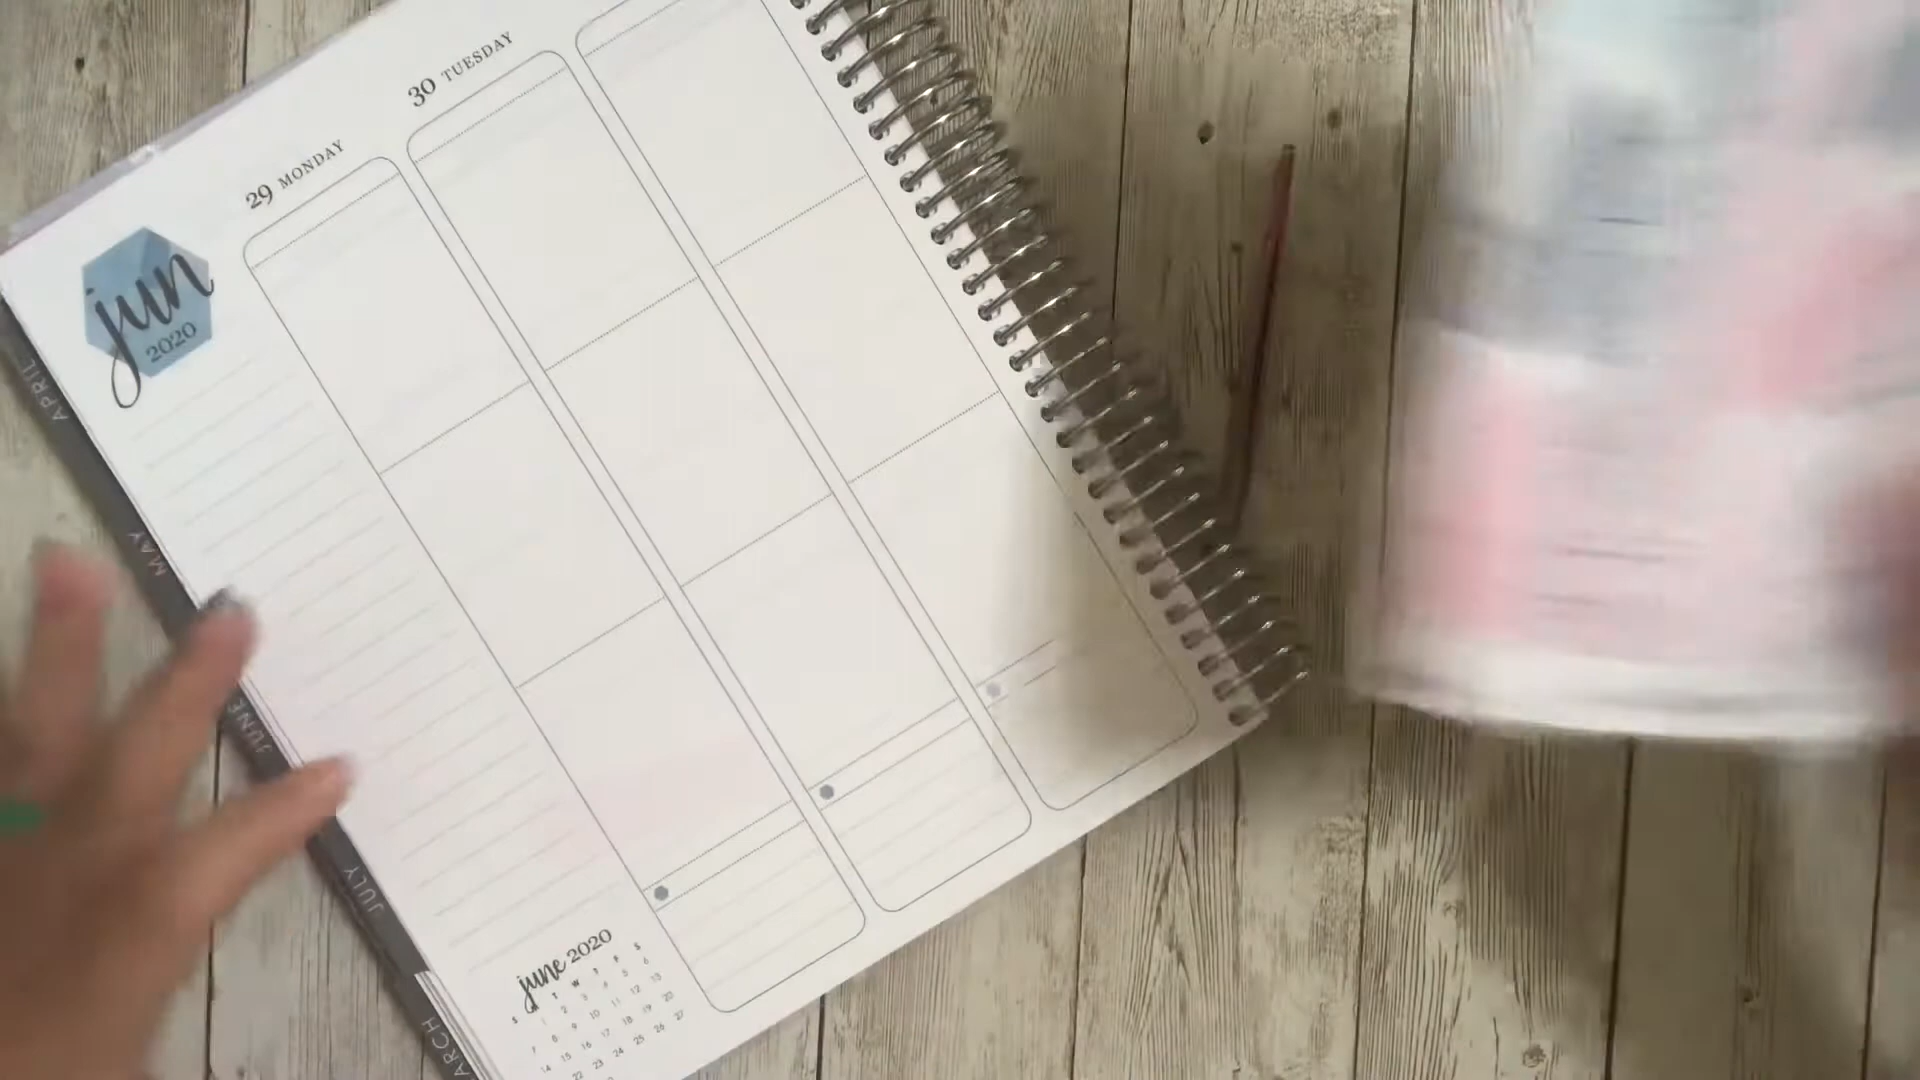 30 TUESDAY
29 MONDAY
jun
2020
APRIL
MAY
JUNE
JULY
june 2020
S T W T F S
1 2 3 4 5 6
7 8 9 10 11 12 13
14 15 16 17 18 19 20
22 23 24 25 26 27
ARCH